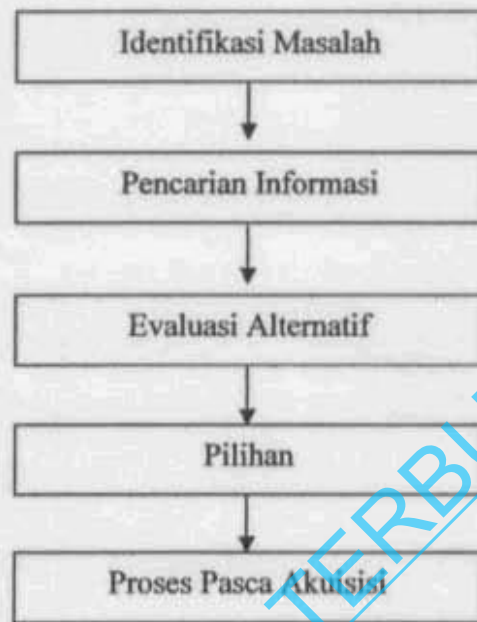 Identifikasi Masalah
Pencarian Informasi
Evaluasi Alternatif
Pilihan
Proses Pasca Akuisisi